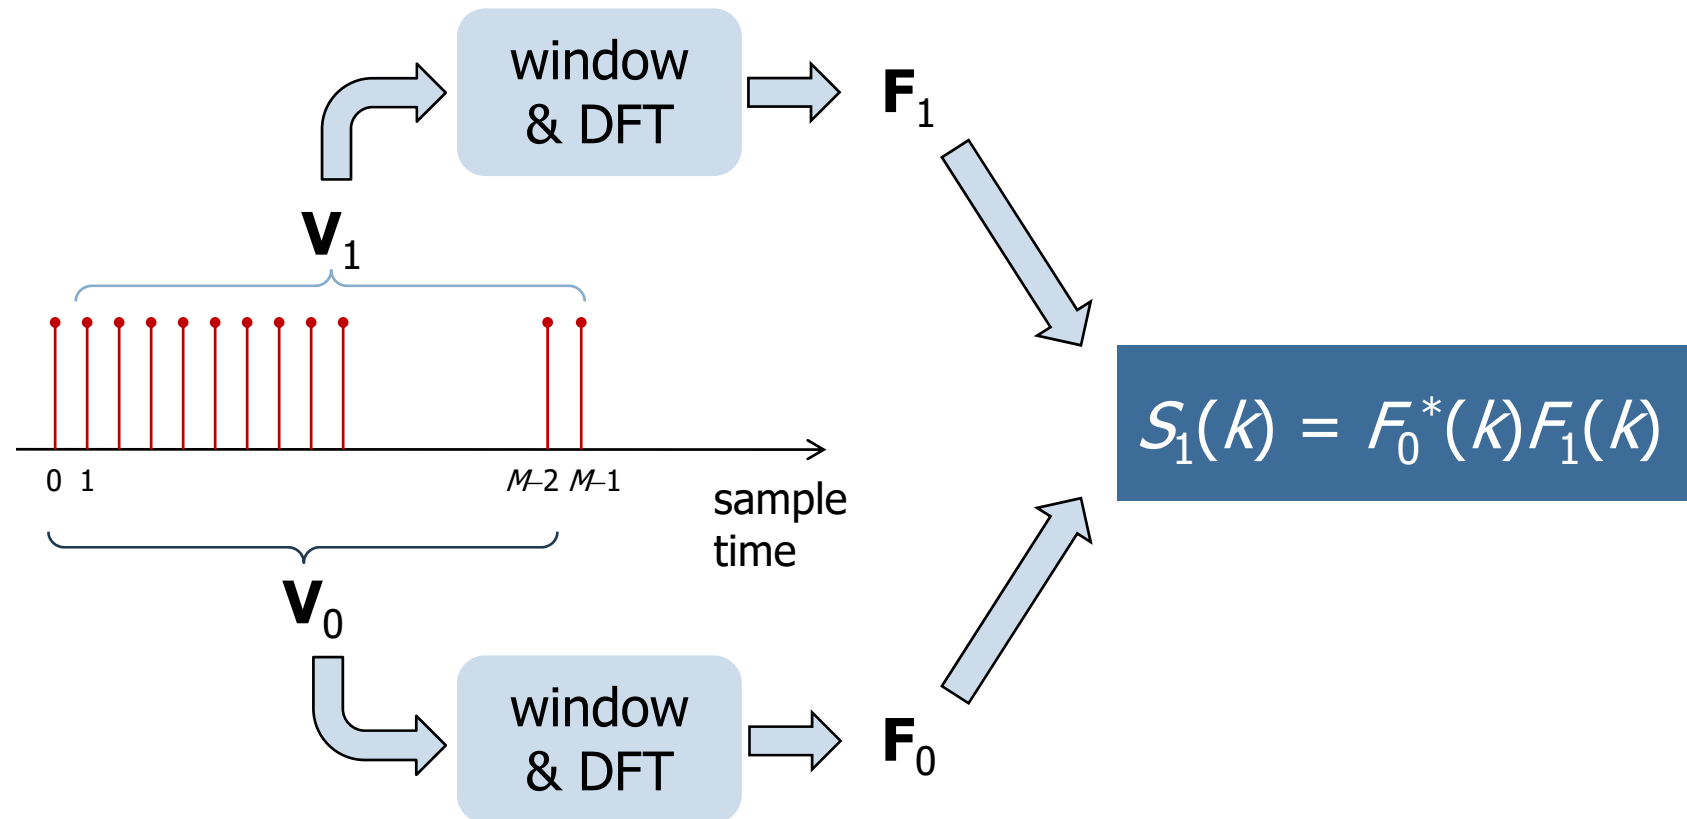 window
& DFT
F₁
V₁
0 1 M–2 M–1
sample
time
S₁(k) = F₀*(k)F₁(k)
V₀
window
& DFT
F₀